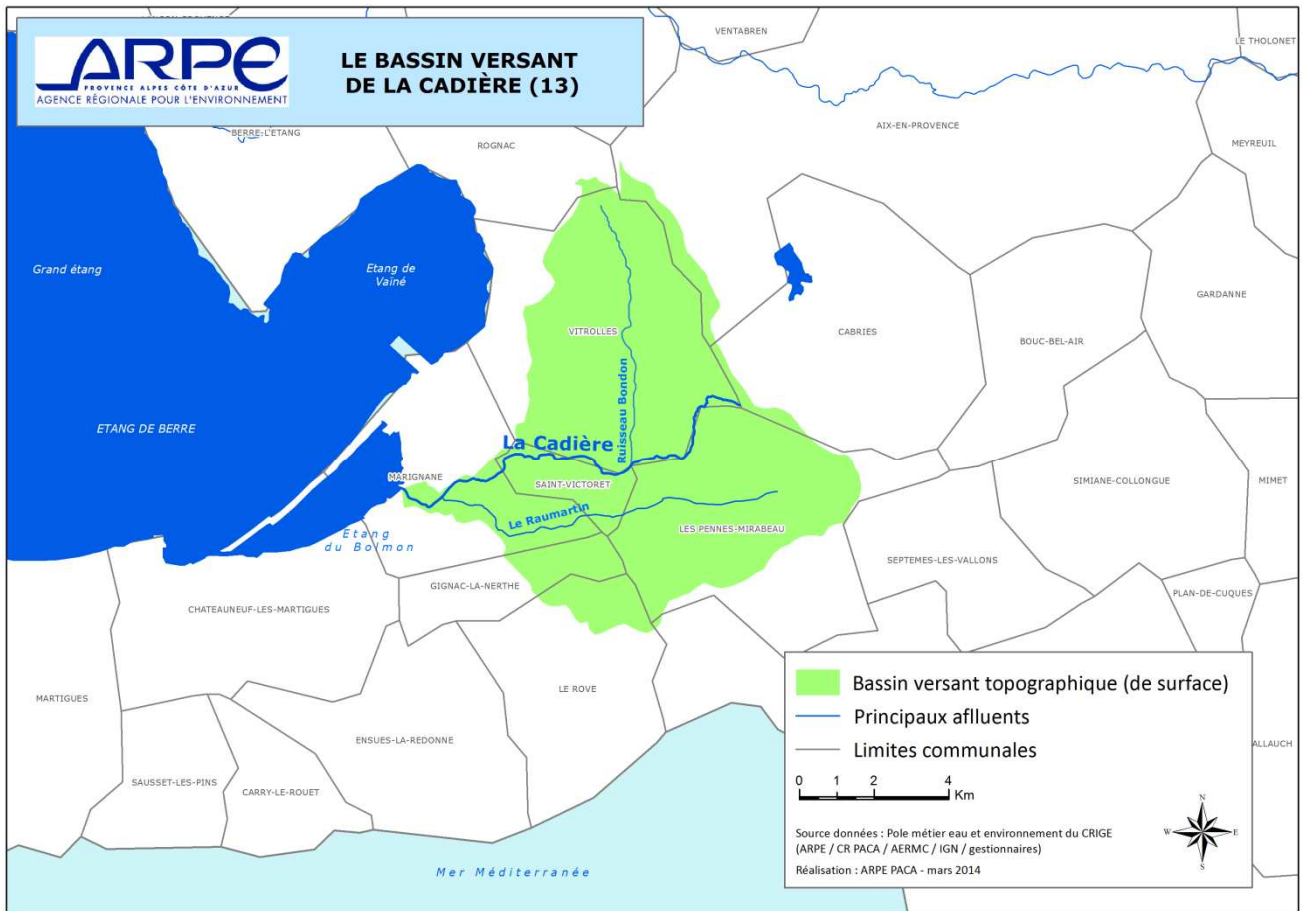 ARPE
PROVENCE ALPES CÔTE D'AZUR
AGENCE RÉGIONALE POUR L'ENVIRONNEMENT
LE BASSIN VERSANT
DE LA CADIÈRE (13)
VENTABREN
LE THOLONET
BERRE-L'ETANG
ROGNAC
AIX-EN-PROVENCE
MEYREUIL
Grand étang
Etang de
Vaïné
GARDANNE
VITROLLES
CABRIES
BOUC-BEL-AIR
Ruisseau Bondon
ETANG DE BERRE
La Cadière
MARIGNANE
SAINT-VICTORET
SIMIANE-COLLONGUE
MIMET
Le Raumartin
LES PENNES-MIRABEAU
Etang
du Bolmon
SEPTEMES-LES-VALLONS
GIGNAC-LA-NERTHE
PLAN-DE-CUQUES
CHATEAUNEUF-LES-MARTIGUES
MARTIGUES
LE ROVE
ENSUES-LA-REDONNE
SAUSSET-LES-PINS
CARRY-LE-ROUET
ALLAUCH
Mer Méditerranée
Bassin versant topographique (de surface)
Principaux aflluents
Limites communales
0 1 2 4
Km
Source données : Pole métier eau et environnement du CRIGE
(ARPE / CR PACA / AERMC / IGN / gestionnaires)
Réalisation : ARPE PACA - mars 2014
N
W E
S